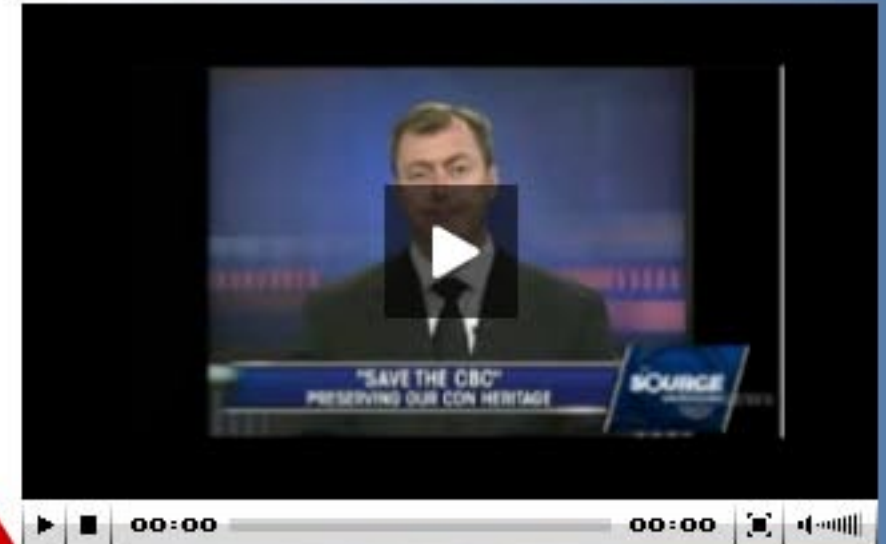 "SAVE THE CBC"
PRESERVING OUR CDN HERITAGE
SOURCE
00:00
00:00